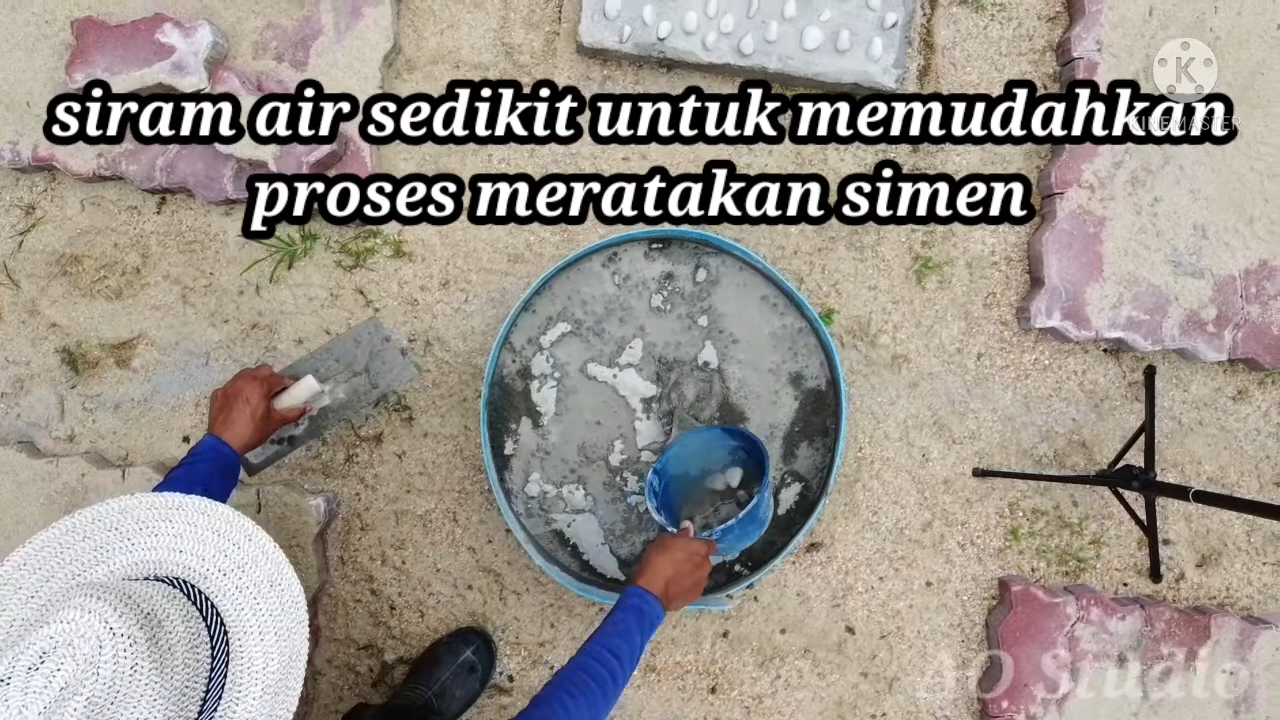 siram air sedikit untuk memudahkan
proses meratakan simen
K
KINEMASTER
AO Studio